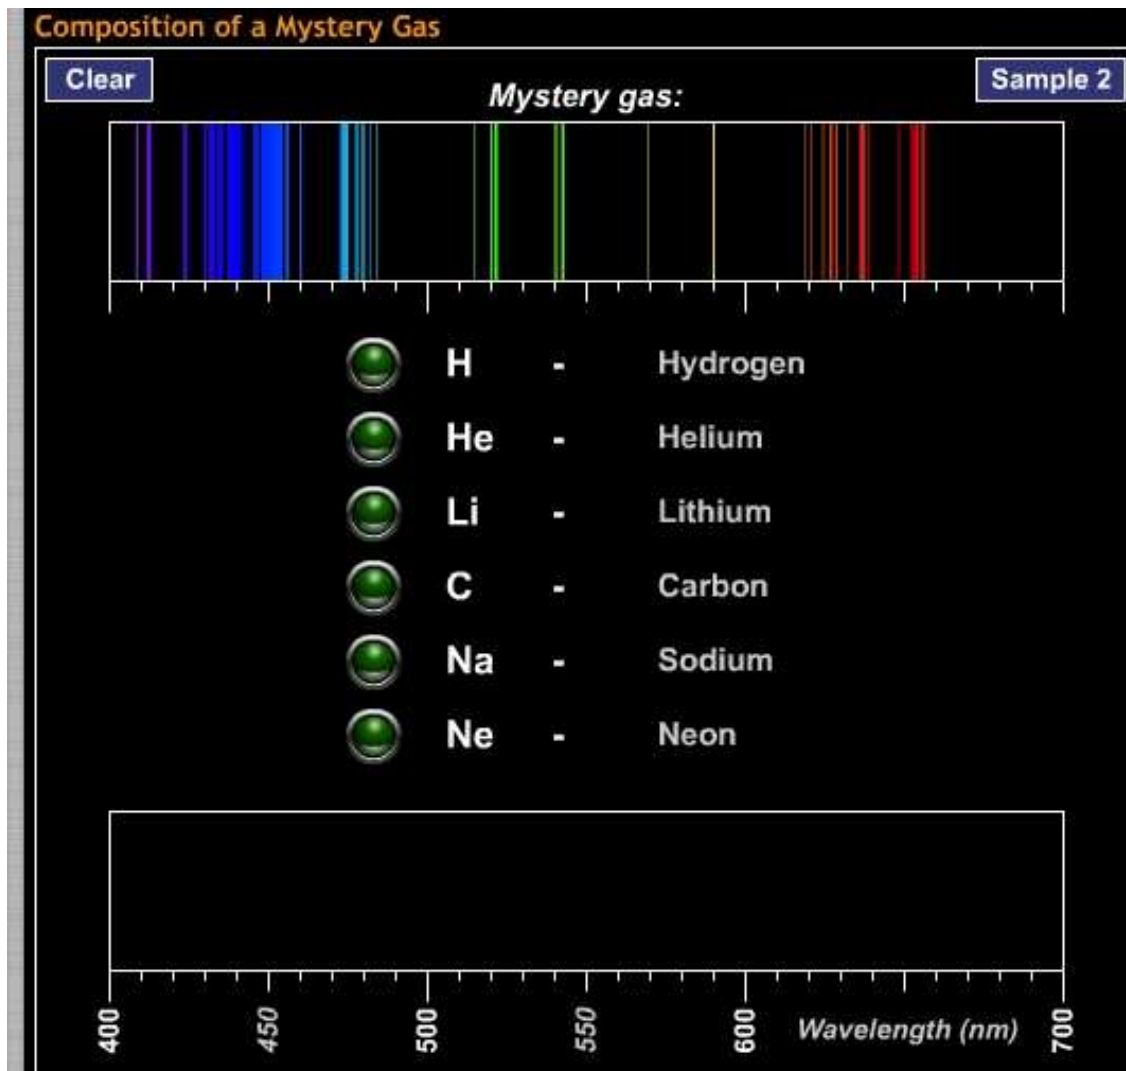 Composition of a Mystery Gas
Clear
Mystery gas:
Sample 2
H - Hydrogen
He - Helium
Li - Lithium
C - Carbon
Na - Sodium
Ne - Neon
400 450 500 550 600 Wavelength (nm) 700